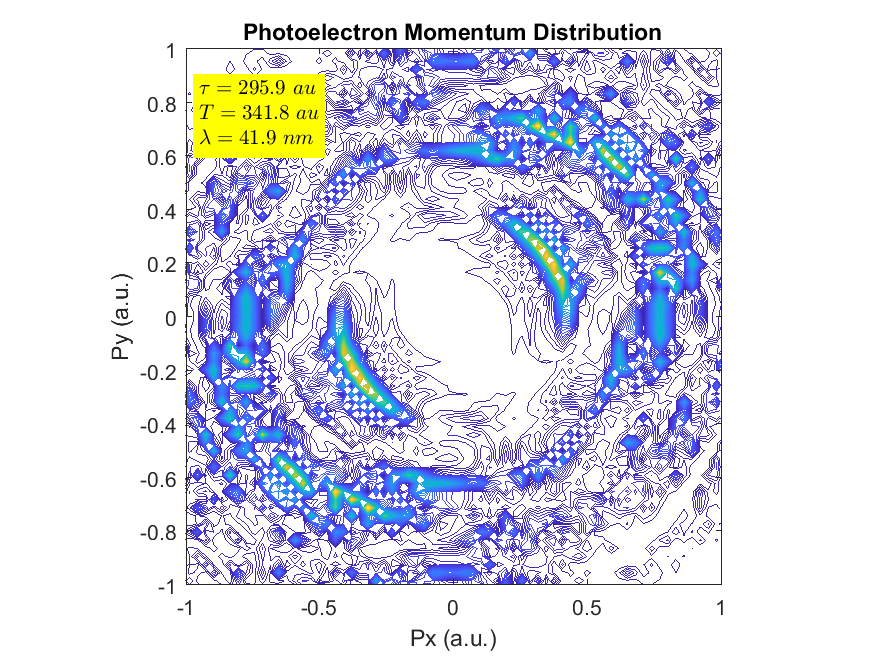 Photoelectron Momentum Distribution
τ = 295.9 au
T = 341.8 au
λ = 41.9 nm
1
0.8
0.6
0.4
0.2
0
-0.2
-0.4
-0.6
-0.8
-1
Py (a.u.)
-1 -0.5 0 0.5 1
Px (a.u.)